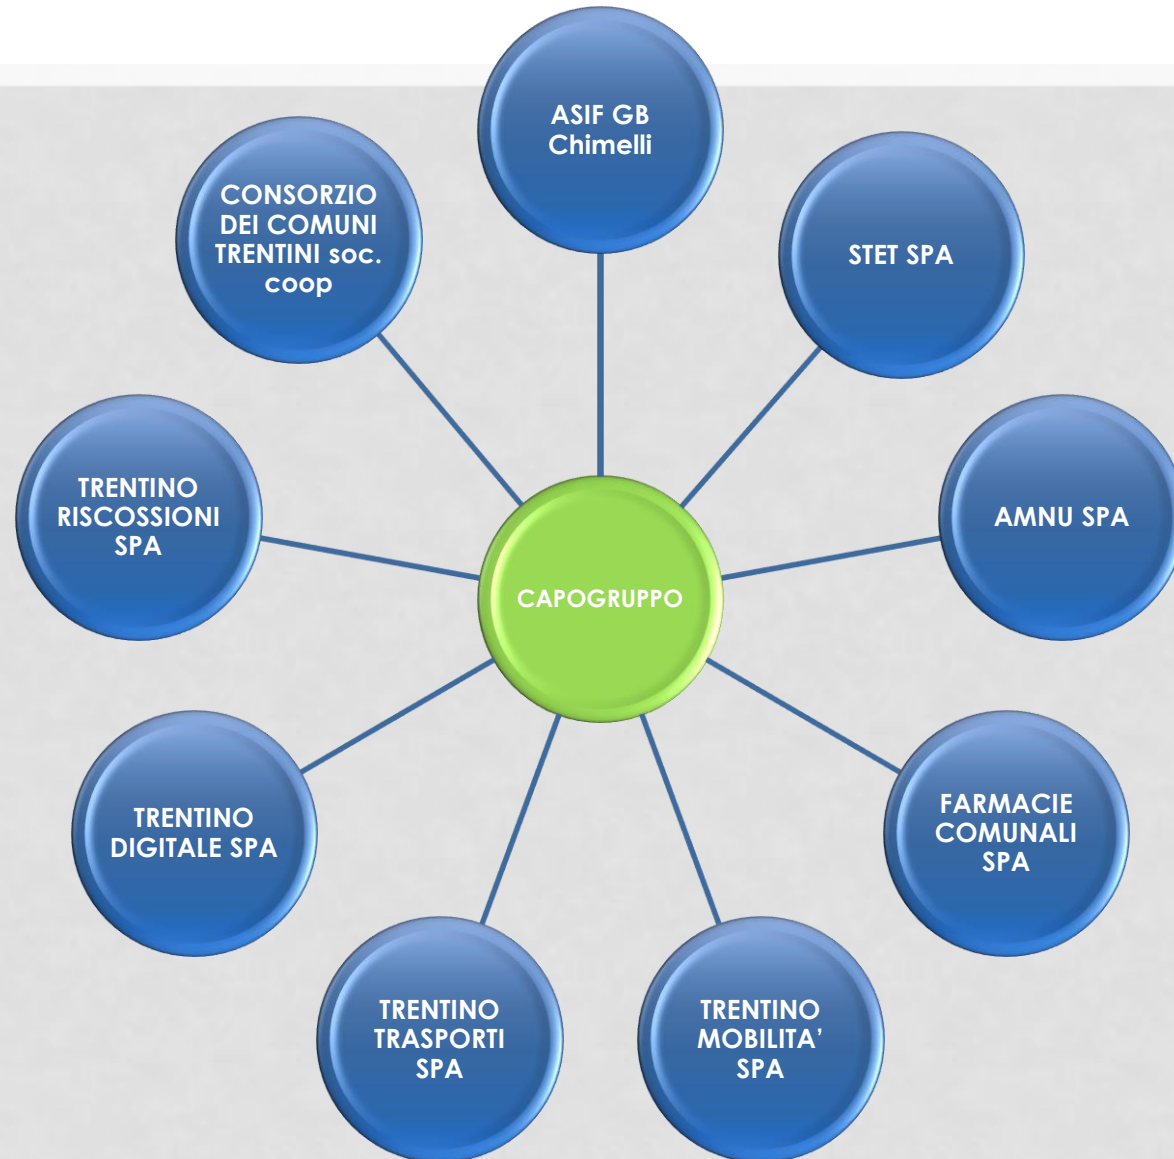 ASIF GB
Chimelli
STET SPA
AMNU SPA
FARMACIE
COMUNALI
SPA
TRENTINO
MOBILITA’
SPA
TRENTINO
TRASPORTI
SPA
TRENTINO
DIGITALE SPA
TRENTINO
RISCOSSIONI
SPA
CONSORZIO
DEI COMUNI
TRENTINI soc.
coop
CAPOGRUPPO